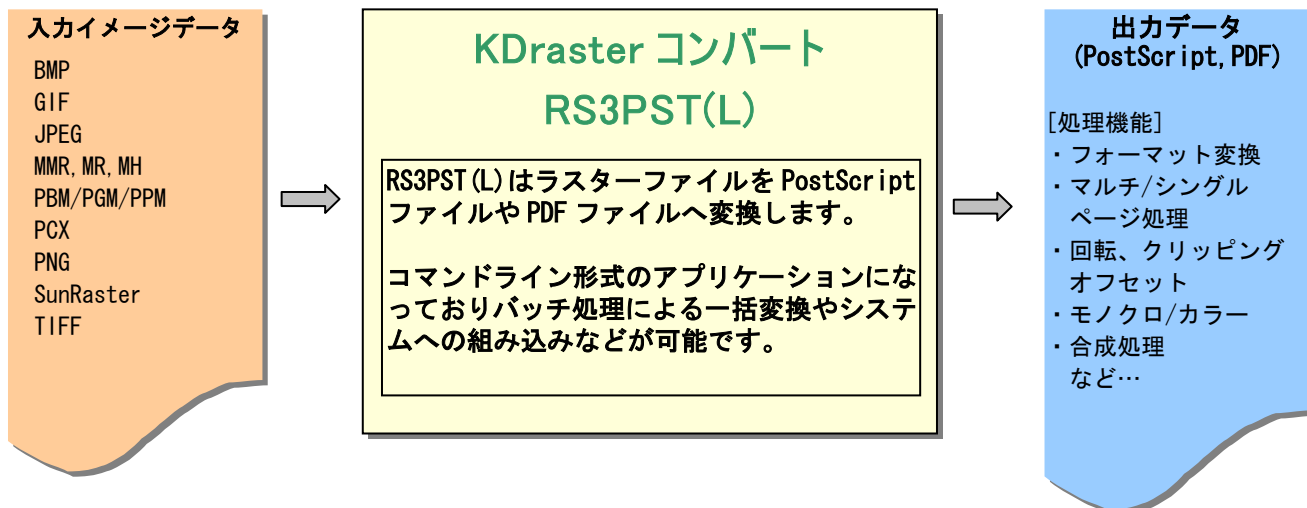 入力イメージデータ
BMP
GIF
JPEG
MMR,MR,MH
PBM/PGM/PPM
PCX
PNG
SunRaster
TIFF
KDraster コンバート
RS3PST(L)
RS3PST(L)はラスターファイルを PostScript
ファイルや PDF ファイルへ変換します。
コマンドライン形式のアプリケーションにな
っておりバッチ処理による一括変換やシステ
ムへの組み込みなどが可能です。
出力データ
(PostScript,PDF)
[処理機能]
・フォーマット変換
・マルチ/シングル
ページ処理
・回転、クリッピング
オフセット
・モノクロ/カラー
・合成処理
など…